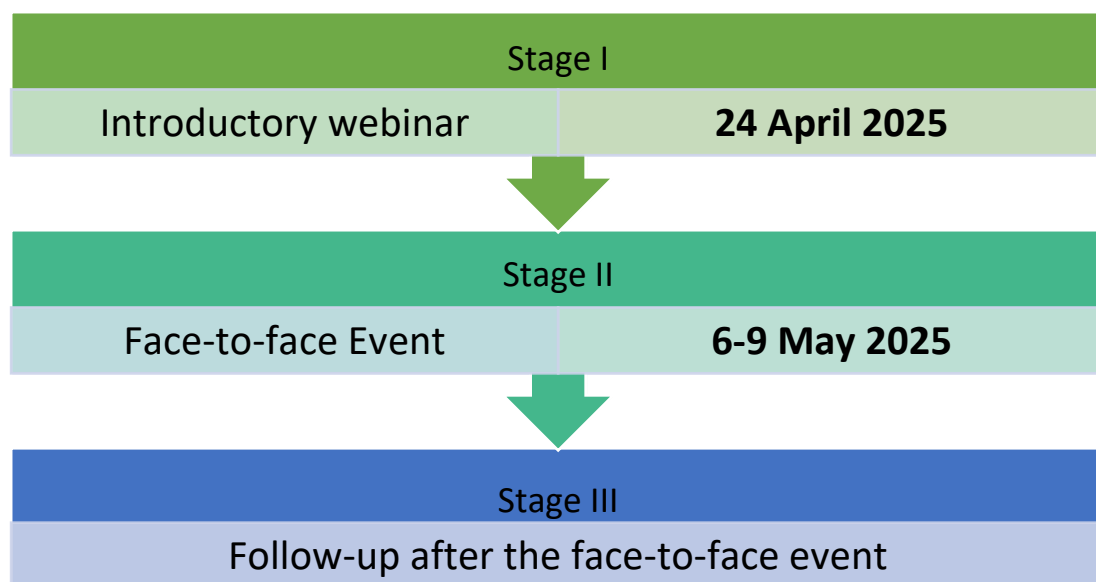 Stage I
Introductory webinar
24 April 2025
Stage II
Face-to-face Event
6-9 May 2025
Stage III
Follow-up after the face-to-face event